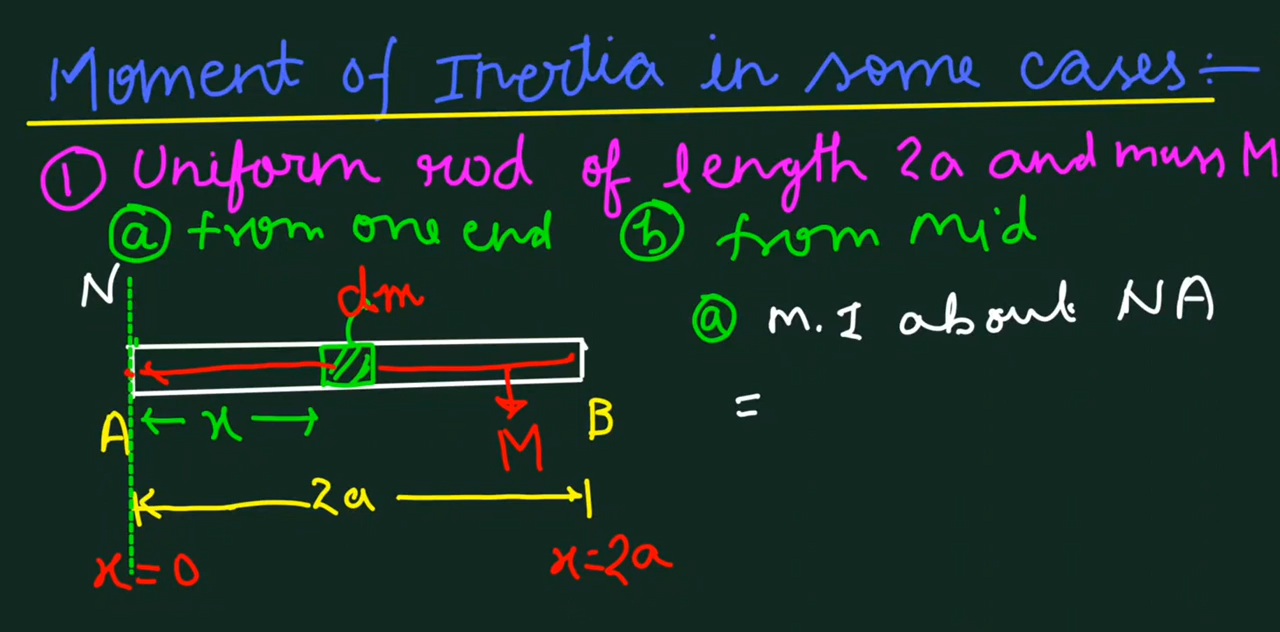 Moment of Inertia in some cases:-
① Uniform rod of length 2a and mass M
ⓐ from one end ⓑ from mid
N
dm
ⓐ M.I about NA
=
A
x
M
B
2a
x=0
x=2a